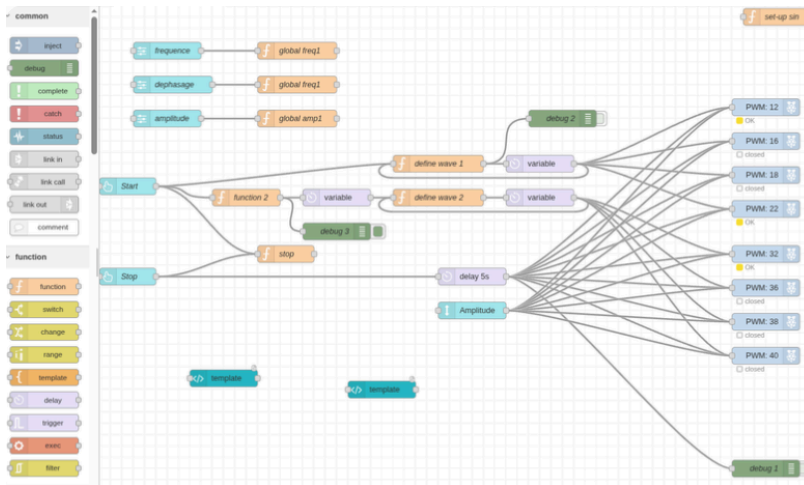 common
inject
debug
complete
catch
status
link in
link call
link out
comment
function
function
switch
change
range
template
delay
trigger
exec
filter
set-up sin
frequence
global freq1
dephasage
global freq1
amplitude
global amp1
debug 2
define wave 1
variable
Start
function 2
variable
define wave 2
variable
debug 3
stop
Stop
delay 5s
Amplitude
template
template
PWM: 12
OK
PWM: 16
closed
PWM: 18
closed
PWM: 22
OK
PWM: 32
OK
PWM: 36
closed
PWM: 38
closed
PWM: 40
closed
debug 1